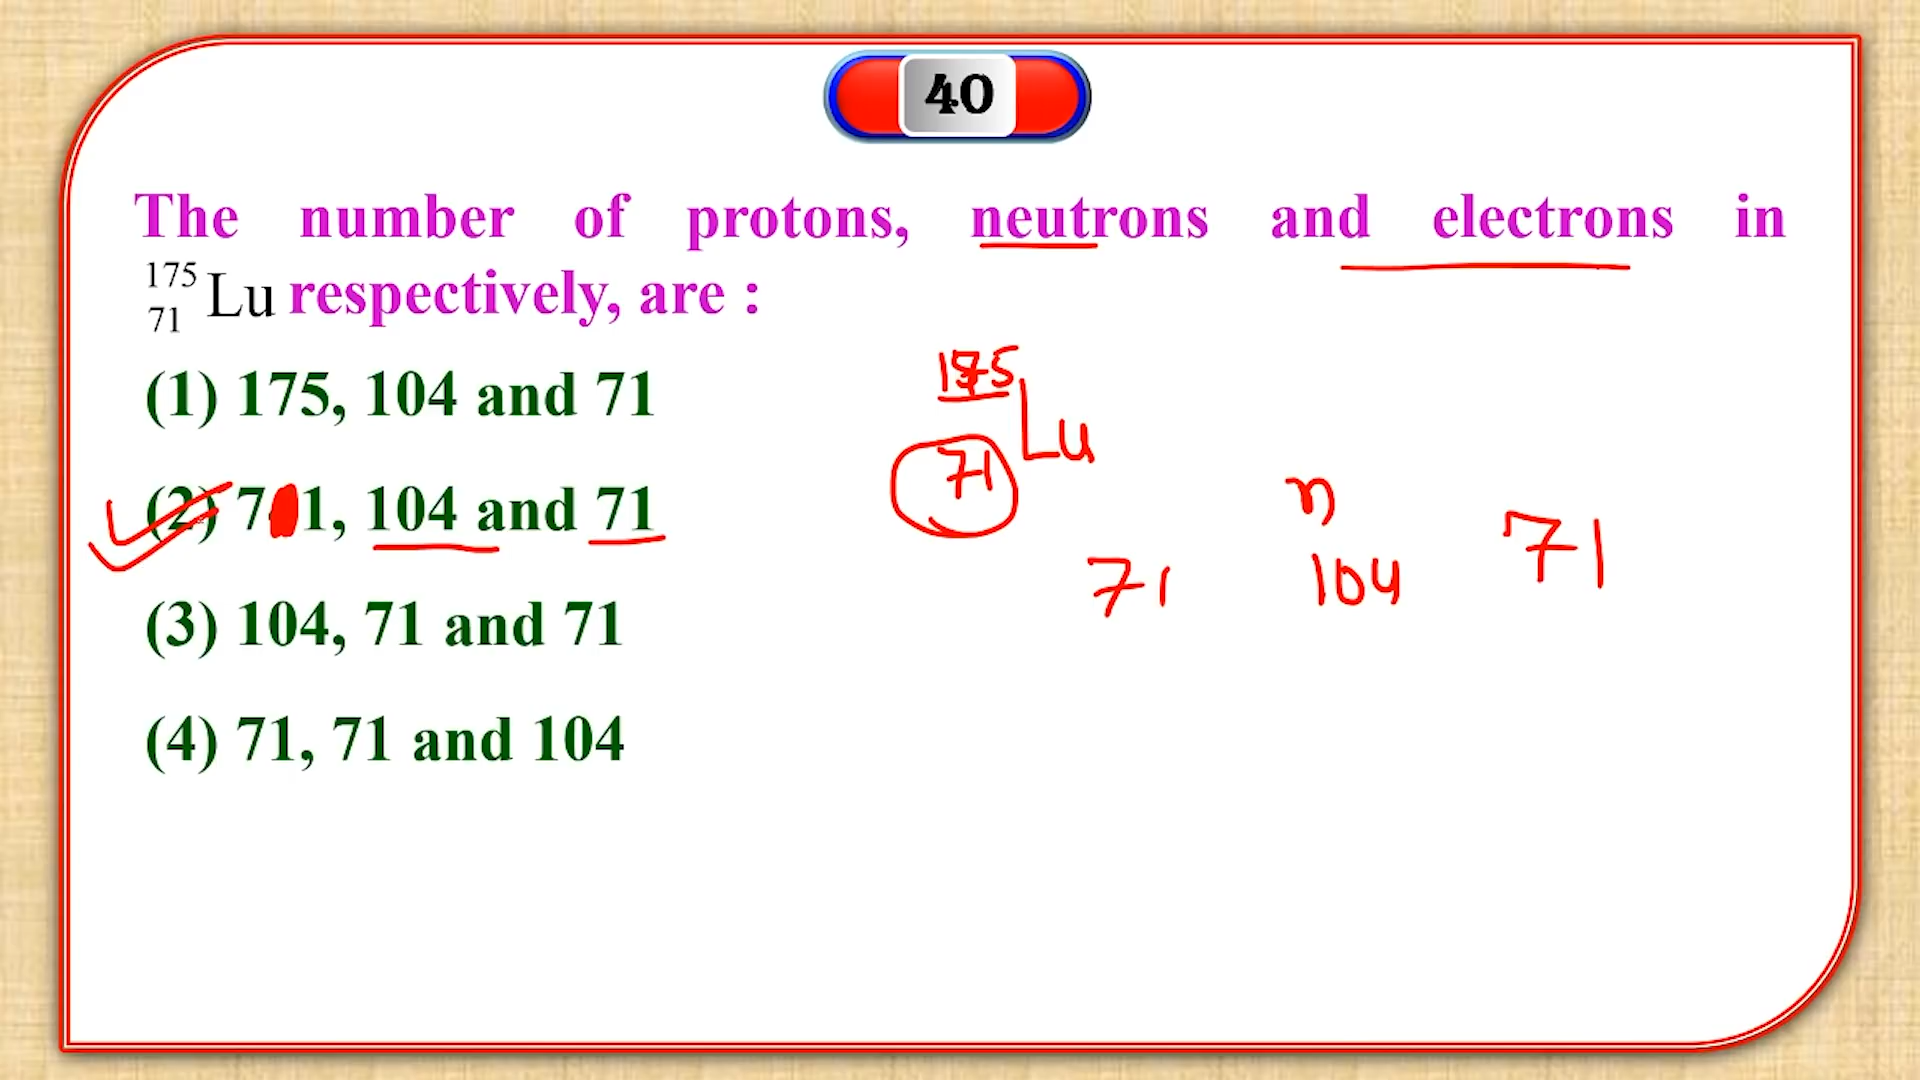 40
The number of protons, neutrons and electrons in
175 71 Lu respectively, are :
(1) 175, 104 and 71
175
71 Lu
(2) 71, 104 and 71
n
71 104 71
(3) 104, 71 and 71
(4) 71, 71 and 104